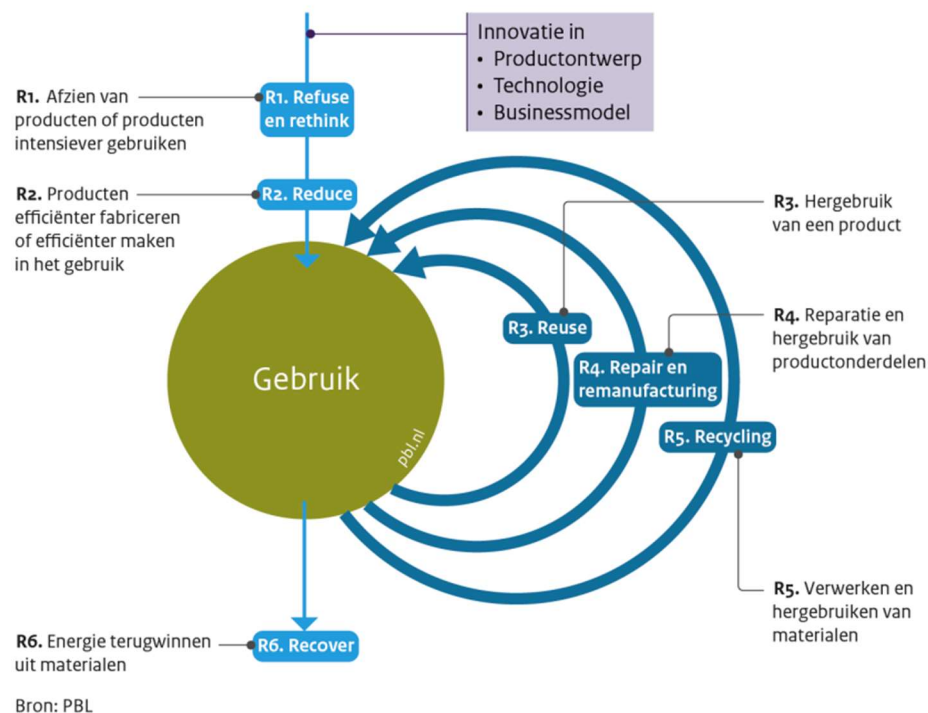 Innovatie in
• Productontwerp
• Technologie
• Businessmodel
R1. Afzien van
producten of producten
intensiever gebruiken
R1. Refuse
en rethink
R2. Producten
efficiënter fabriceren
of efficiënter maken
in het gebruik
R2. Reduce
R3. Hergebruik
van een product
R3. Reuse
R4. Reparatie en
hergebruik van
productonderdelen
R4. Repair en
remanufacturing
Gebruik
pbl.nl
R5. Recycling
R5. Verwerken en
hergebruiken van
materialen
R6. Energie terugwinnen
uit materialen
R6. Recover
Bron: PBL